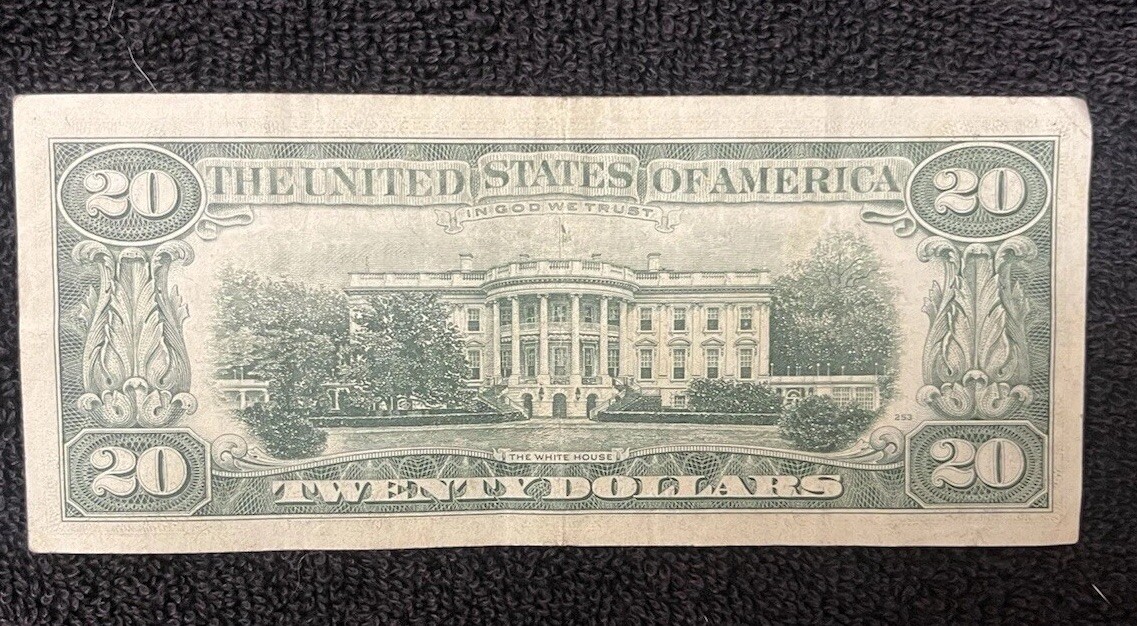 20 THE UNITED STATES OF AMERICA 20
IN GOD WE TRUST
253
THE WHITE HOUSE
20 TWENTY DOLLARS 20